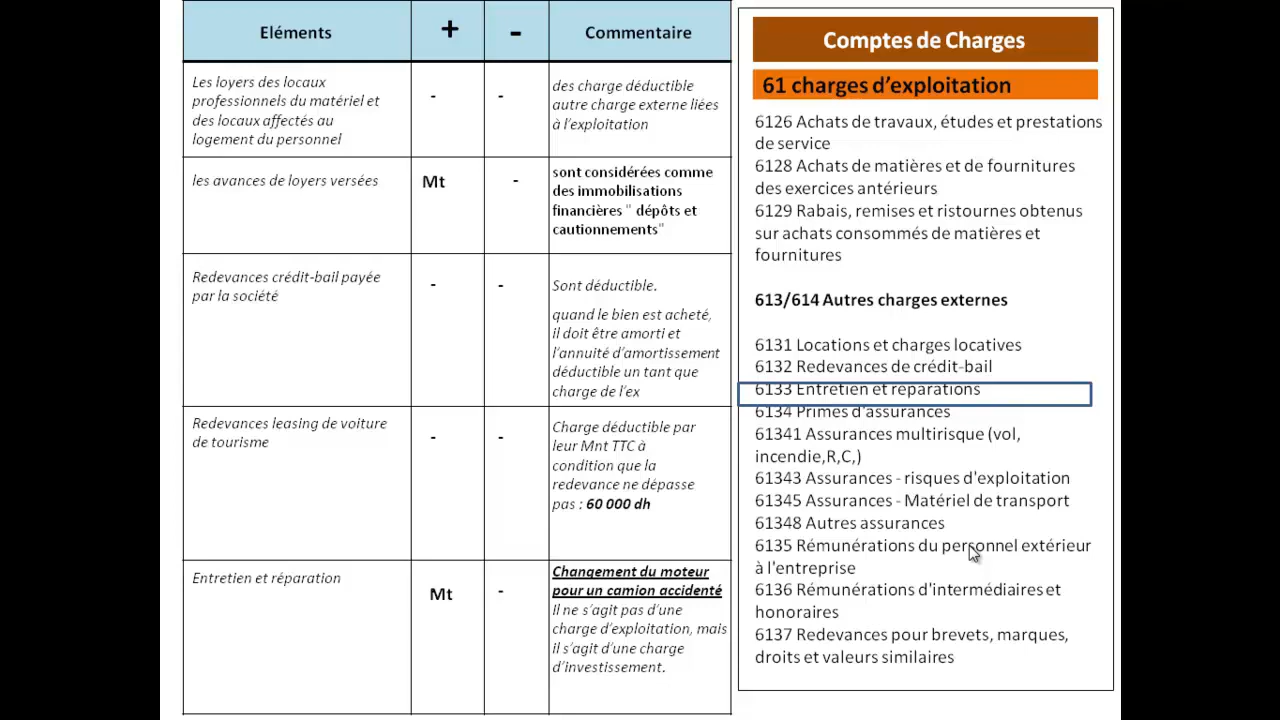 Eléments + - Commentaire
Les loyers des locaux
professionnels du matériel et
des locaux affectés au
logement du personnel
- -
des charge déductible
autre charge externe liées
à l’exploitation
les avances de loyers versées
Mt -
sont considérées comme
des immobilisations
financières " dépôts et
cautionnements"
Redevances crédit-bail payée
par la société
- -
Sont déductible.
quand le bien est acheté,
il doit être amorti et
l’annuité d’amortissement
déductible un tant que
charge de l’ex
Redevances leasing de voiture
de tourisme
- -
Charge déductible par
leur Mnt TTC à
condition que la
redevance ne dépasse
pas : 60 000 dh
Entretien et réparation
Mt -
Changement du moteur
pour un camion accidenté
Il ne s’agit pas d’une
charge d’exploitation, mais
il s’agit d’une charge
d’investissement.
Comptes de Charges
61 charges d’exploitation
6126 Achats de travaux, études et prestations
de service
6128 Achats de matières et de fournitures
des exercices antérieurs
6129 Rabais, remises et ristournes obtenus
sur achats consommés de matières et
fournitures
613/614 Autres charges externes
6131 Locations et charges locatives
6132 Redevances de crédit-bail
6133 Entretien et réparations
6134 Primes d'assurances
61341 Assurances multirisque (vol,
incendie,R,C,)
61343 Assurances - risques d'exploitation
61345 Assurances - Matériel de transport
61348 Autres assurances
6135 Rémunérations du personnel extérieur
à l'entreprise
6136 Rémunérations d'intermédiaires et
honoraires
6137 Redevances pour brevets, marques,
droits et valeurs similaires